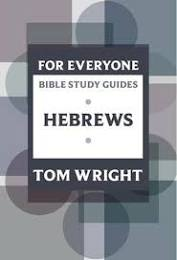 FOR EVERYONE
BIBLE STUDY GUIDES
HEBREWS
TOM WRIGHT